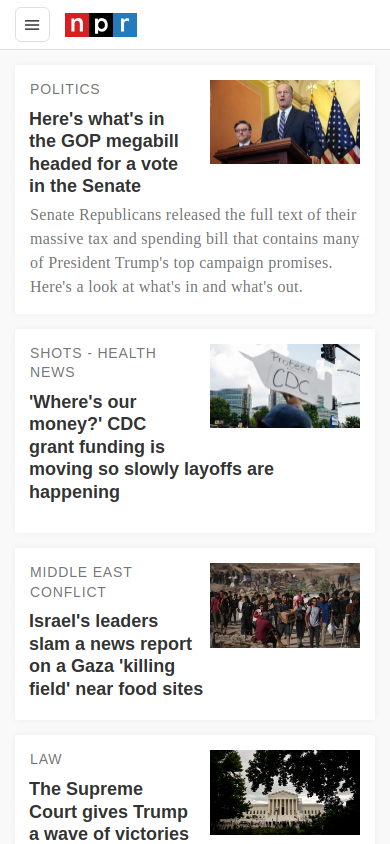 npr
POLITICS
Here's what's in
the GOP megabill
headed for a vote
in the Senate
Senate Republicans released the full text of their
massive tax and spending bill that contains many
of President Trump's top campaign promises.
Here's a look at what's in and what's out.
SHOTS - HEALTH
NEWS
Protect
CDC
'Where's our
money?' CDC
grant funding is
moving so slowly layoffs are
happening
MIDDLE EAST
CONFLICT
Israel's leaders
slam a news report
on a Gaza 'killing
field' near food sites
LAW
The Supreme
Court gives Trump
a wave of victories